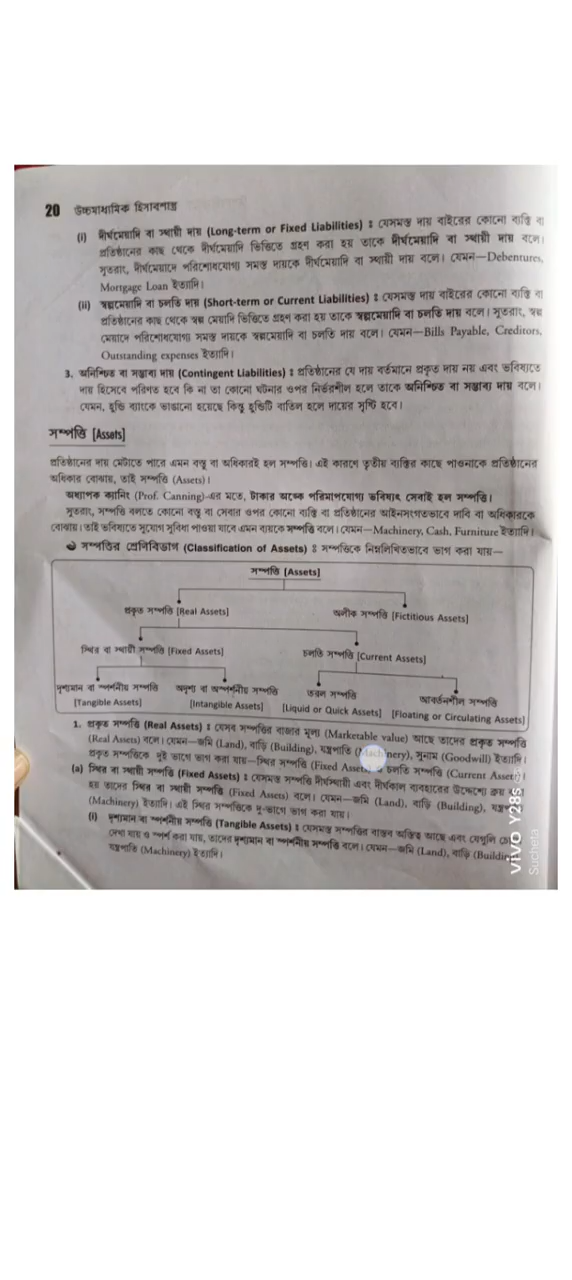 20 উচ্চমাধ্যমিক হিসাবশাস্ত্র
(i) দীর্ঘমেয়াদি বা স্থায়ী দায় (Long-term or Fixed Liabilities) ঃ যেসমস্ত দায় বাইরের কোনো ব্যক্তি বা
প্রতিষ্ঠানের কাছ থেকে দীর্ঘমেয়াদি ভিত্তিতে গ্রহণ করা হয় তাকে দীর্ঘমেয়াদি বা স্থায়ী দায় বলে।
সুতরাং, দীর্ঘমেয়াদে পরিশোধযোগ্য সমস্ত দায়কে দীর্ঘমেয়াদি বা স্থায়ী দায় বলে। যেমন—Debentures,
Mortgage Loan ইত্যাদি।
(ii) স্বল্পমেয়াদি বা চলতি দায় (Short-term or Current Liabilities) ঃ যেসমস্ত দায় বাইরের কোনো ব্যক্তি বা
প্রতিষ্ঠানের কাছ থেকে স্বল্প মেয়াদি ভিত্তিতে গ্রহণ করা হয় তাকে স্বল্পমেয়াদি বা চলতি দায় বলে। সুতরাং, স্বল্প
মেয়াদে পরিশোধযোগ্য সমস্ত দায়কে স্বল্পমেয়াদি বা চলতি দায় বলে। যেমন—Bills Payable, Creditors,
Outstanding expenses ইত্যাদি।
3. অনিশ্চিত বা সম্ভাব্য দায় (Contingent Liabilities) ঃ প্রতিষ্ঠানের যে দায় বর্তমানে প্রকৃত দায় নয় এবং ভবিষ্যতে
দায় হিসেবে পরিণত হবে কি না তা কোনো ঘটনার ওপর নির্ভরশীল হলে তাকে অনিশ্চিত বা সম্ভাব্য দায় বলে।
যেমন, হুন্ডি ব্যাংকে ভাঙানো হয়েছে কিন্তু হুন্ডিটি বাতিল হলে দায়ের সৃষ্টি হবে।
সম্পত্তি [Assets]
প্রতিষ্ঠানের দায় মেটাতে পারে এমন বস্তু বা অধিকারই হল সম্পত্তি। এই কারণে তৃতীয় ব্যক্তির কাছে পাওনাকে প্রতিষ্ঠানের
অধিকার বোঝায়, তাই সম্পত্তি (Assets)।
অধ্যাপক ক্যানিং (Prof. Canning)-এর মতে, টাকার অঙ্কে পরিমাপযোগ্য ভবিষ্যৎ সেবাই হল সম্পত্তি।
সুতরাং, সম্পত্তি বলতে কোনো বস্তু বা সেবার ওপর কোনো ব্যক্তি বা প্রতিষ্ঠানের আইনসংগতভাবে দাবি বা অধিকারকে
বোঝায়। তাই ভবিষ্যতে সুযোগ সুবিধা পাওয়া যাবে এমন ব্যয়কে সম্পত্তি বলে। যেমন—Machinery, Cash, Furniture ইত্যাদি।
সম্পত্তির শ্রেণিবিভাগ (Classification of Assets) ঃ সম্পত্তিকে নিম্নলিখিতভাবে ভাগ করা যায়—
সম্পত্তি [Assets]
প্রকৃত সম্পত্তি [Real Assets] অলীক সম্পত্তি [Fictitious Assets]
স্থির বা স্থায়ী সম্পত্তি [Fixed Assets] চলতি সম্পত্তি [Current Assets]
দৃশ্যমান বা স্পর্শনীয় সম্পত্তি অদৃশ্য বা অস্পর্শনীয় সম্পত্তি তরল সম্পত্তি আবর্তনশীল সম্পত্তি
[Tangible Assets] [Intangible Assets] [Liquid or Quick Assets] [Floating or Circulating Assets]
1. প্রকৃত সম্পত্তি (Real Assets) ঃ যেসব সম্পত্তির বাজার মূল্য (Marketable value) আছে তাদের প্রকৃত সম্পত্তি
(Real Assets) বলে। যেমন—জমি (Land), বাড়ি (Building), যন্ত্রপাতি (Machinery), সুনাম (Goodwill) ইত্যাদি।
প্রকৃত সম্পত্তিকে দুই ভাগে ভাগ করা যায়—স্থির সম্পত্তি (Fixed Assets) ও চলতি সম্পত্তি (Current Assets)।
(a) স্থির বা স্থায়ী সম্পত্তি (Fixed Assets) ঃ যেসমস্ত সম্পত্তি দীর্ঘস্থায়ী এবং দীর্ঘকাল ব্যবহারের উদ্দেশ্যে ক্রয়
হয় তাদের স্থির বা স্থায়ী সম্পত্তি (Fixed Assets) বলে। যেমন—জমি (Land), বাড়ি (Building),
(Machinery) ইত্যাদি। এই স্থির সম্পত্তিকে দু-ভাগে ভাগ করা যায়।
(i) দৃশ্যমান বা স্পর্শনীয় সম্পত্তি (Tangible Assets) ঃ যেসমস্ত সম্পত্তির বাস্তব অস্তিত্ব আছে এবং যেগুলি
দেখা যায় ও স্পর্শ করা যায়, তাদের দৃশ্যমান বা স্পর্শনীয় সম্পত্তি বলে। যেমন—জমি (Land), বাড়ি
যন্ত্রপাতি (Machinery) ইত্যাদি।
vivo Y28s
Sucheta